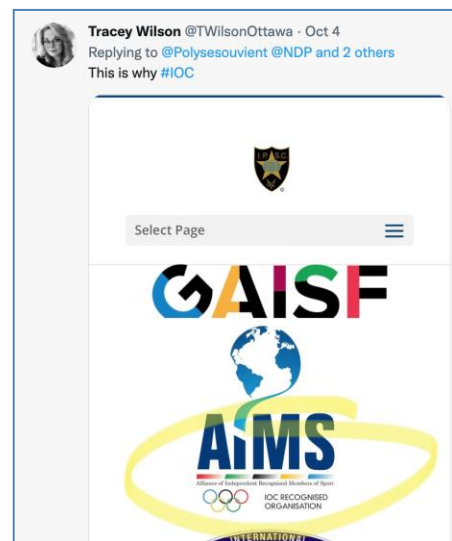 Tracey Wilson @TWilsonOttawa · Oct 4
Replying to @Polysesouvient @NDP and 2 others
This is why #IOC
I.P.S.C.
Select Page
GAISF
AIMS
Alliance of Independent Recognised Members of Sport
IOC RECOGNISED
ORGANISATION
INTERNATIONAL